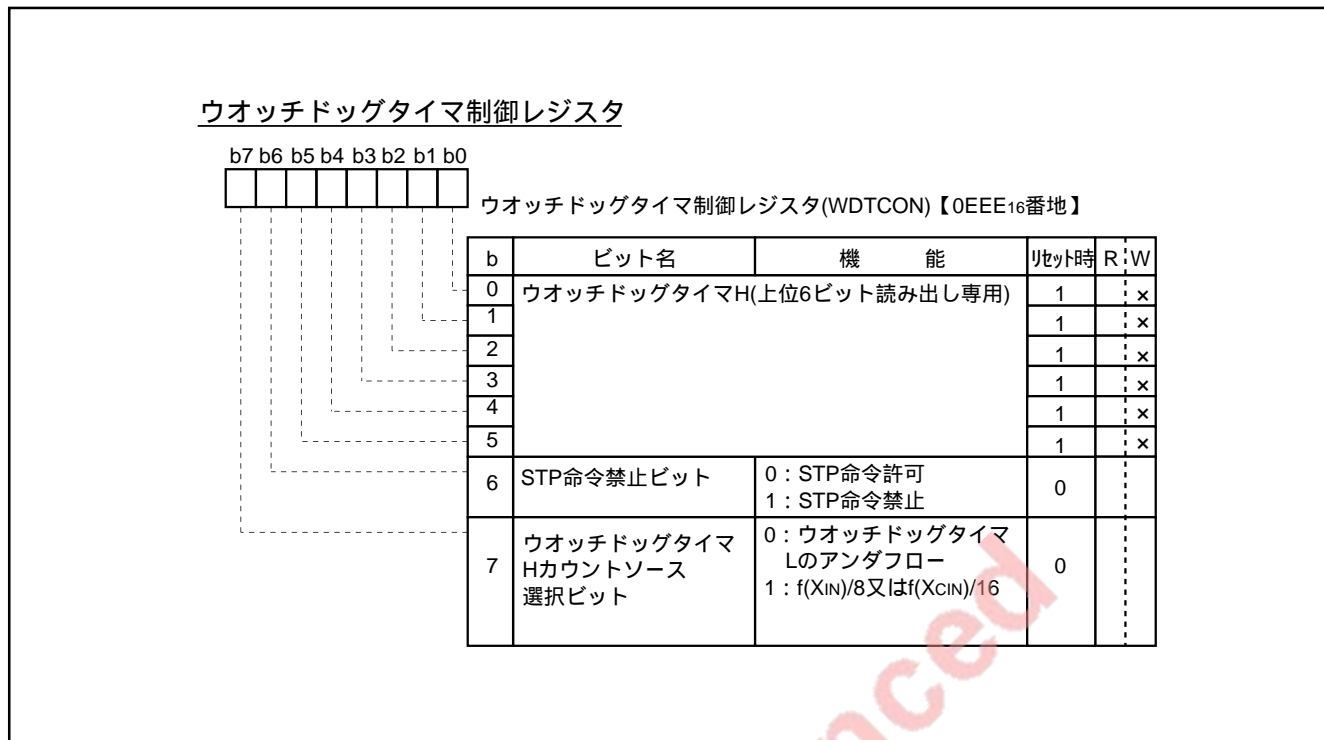 ウオッチドッグタイマ制御レジスタ
b7 b6 b5 b4 b3 b2 b1 b0
ウオッチドッグタイマ制御レジスタ(WDTCON)【0EEE16番地】
b ビット名 機 能 リセット時 R W
0 ウオッチドッグタイマH(上位6ビット読み出し専用) 1 ×
1 1 ×
2 1 ×
3 1 ×
4 1 ×
5 1 ×
6 STP命令禁止ビット 0：STP命令許可 0
1：STP命令禁止
7 ウオッチドッグタイマ 0：ウオッチドッグタイマ 0
Hカウントソース Lのアンダフロー
選択ビット 1：f(XIN)/8又はf(XCIN)/16
nced